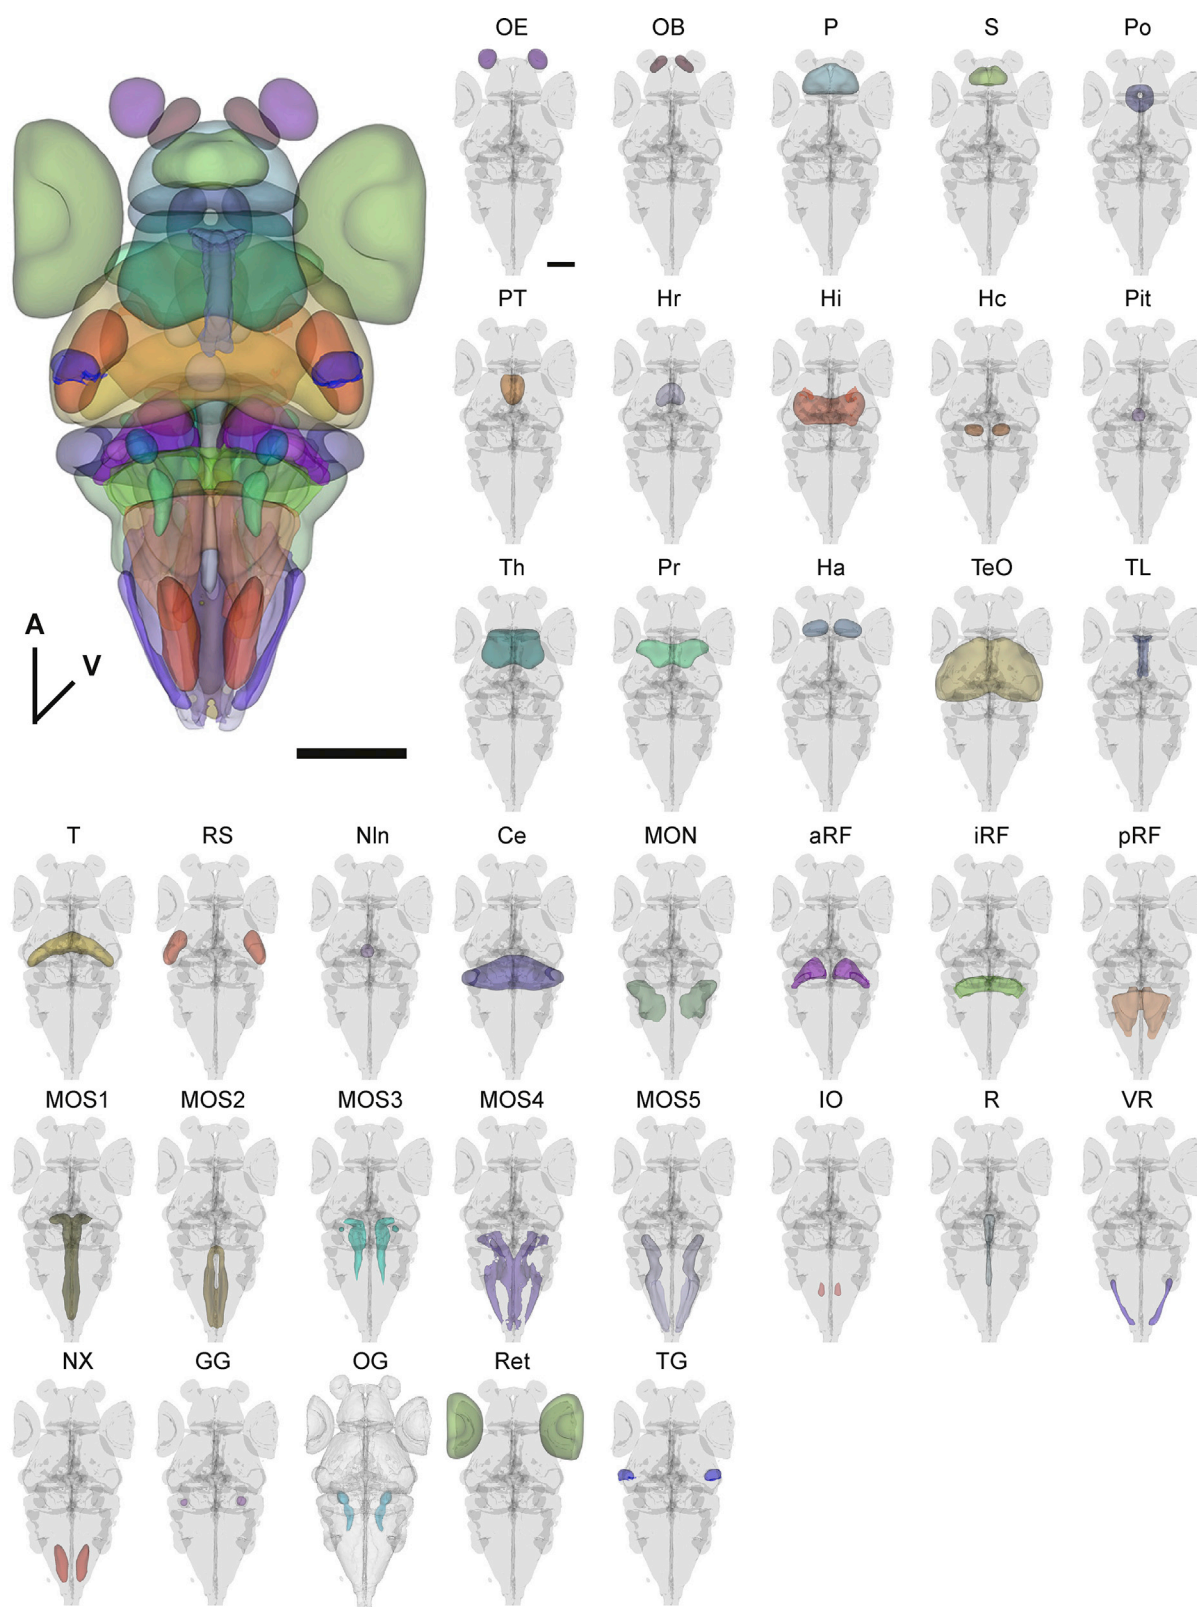 OE OB P S Po
A
V
PT Hr Hi Hc Pit
Th Pr Ha TeO TL
T RS Nln Ce MON aRF iRF pRF
MOS1 MOS2 MOS3 MOS4 MOS5 IO R VR
NX GG OG Ret TG